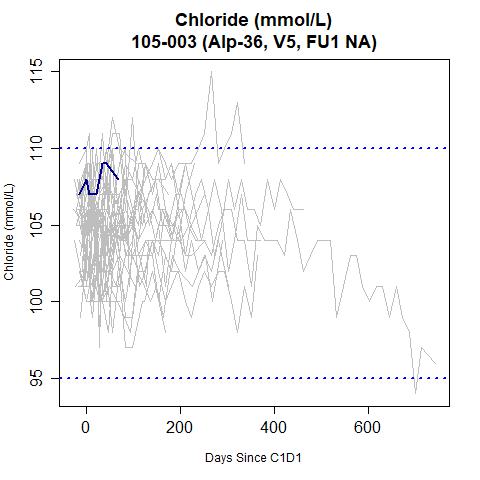 Chloride (mmol/L)
105-003 (Alp-36, V5, FU1 NA)
Chloride (mmol/L)
115
110
105
100
95
0 200 400 600
Days Since C1D1